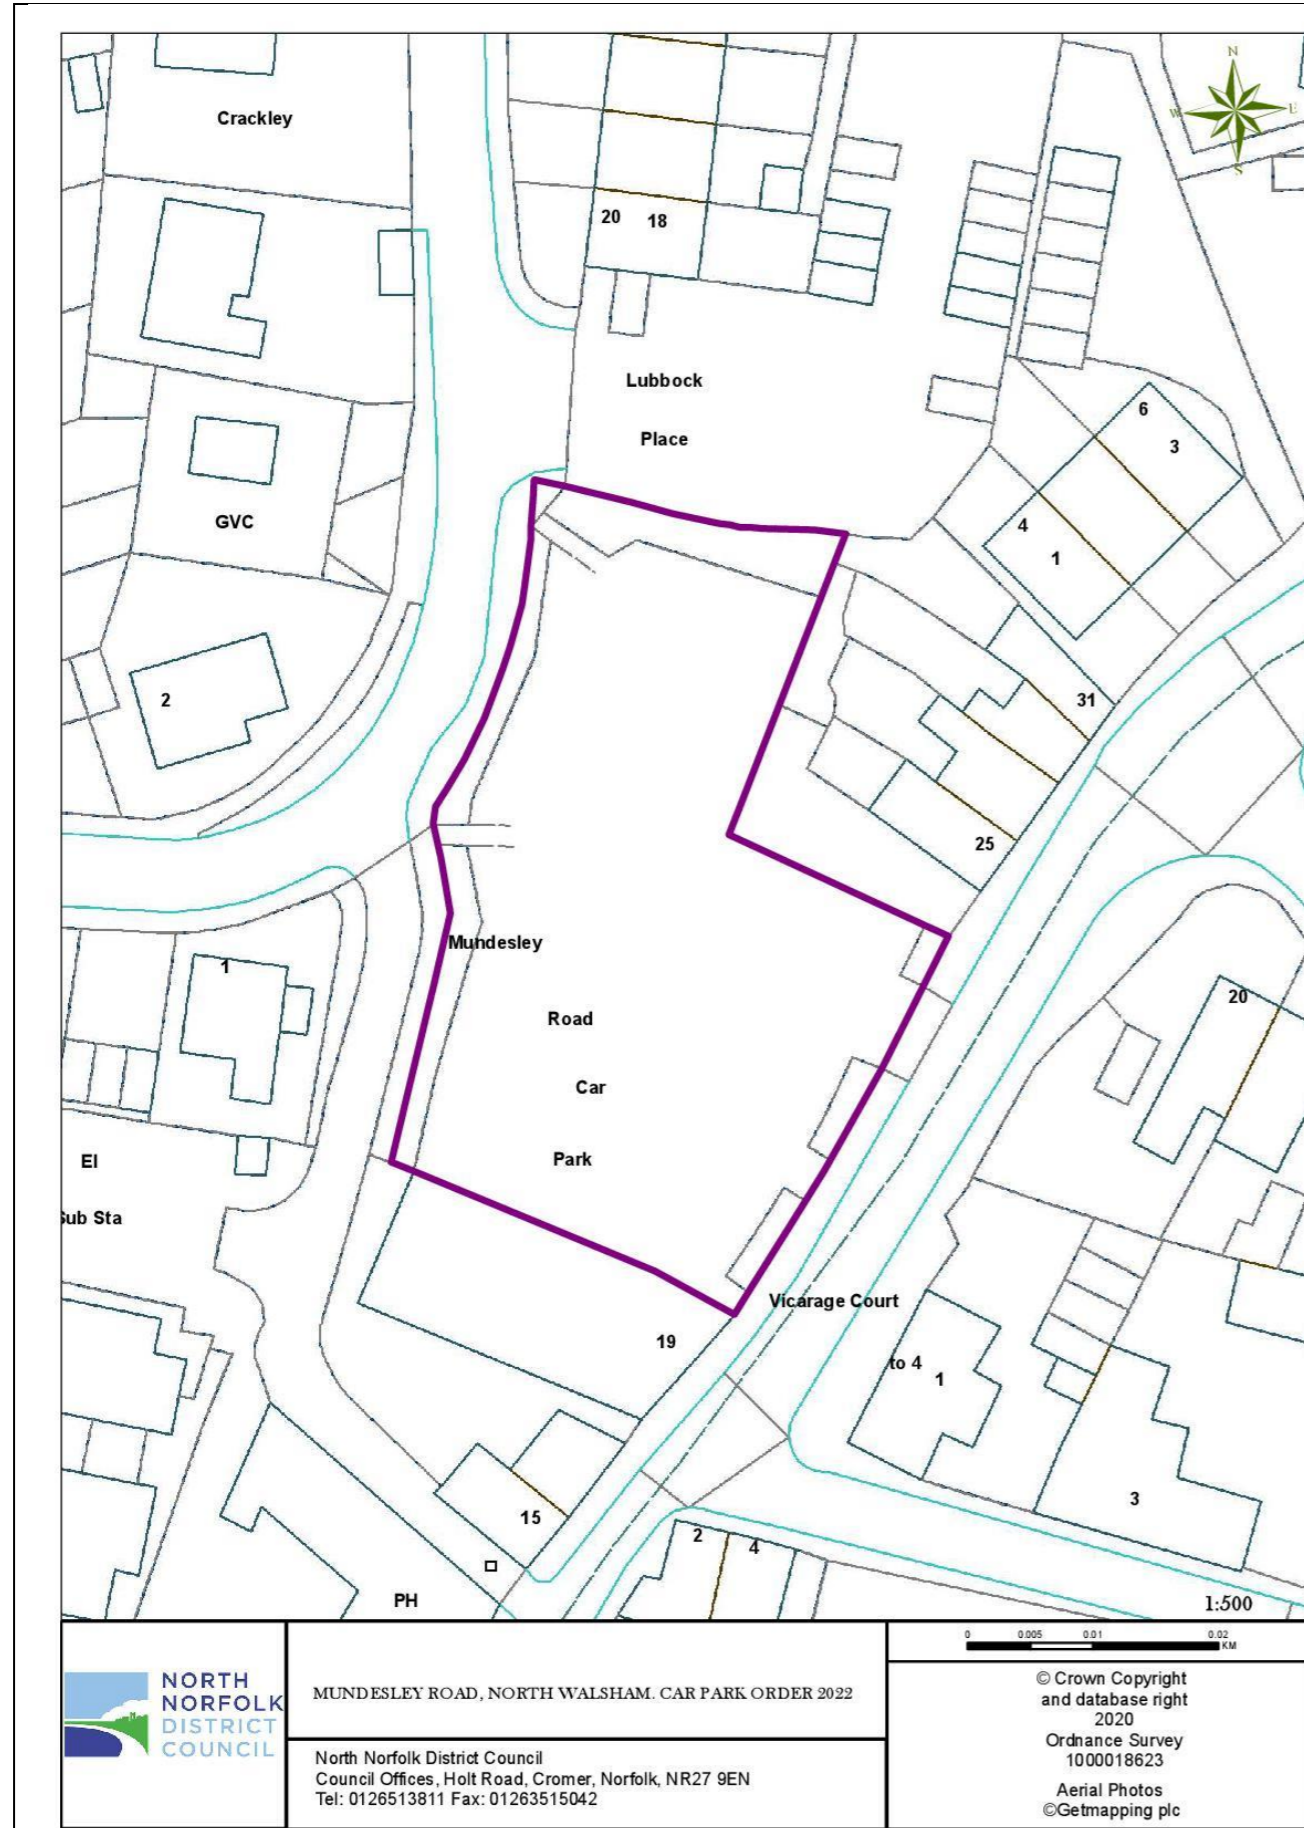 N
W
E
S
Crackley
20 18
Lubbock
Place
6
3
4
1
GVC
2
31
25
1
Mundesley
Road
Car
Park
20
El
Sub Sta
Vicarage Court
19
to 4
1
3
15
2
4
PH
1:500
NORTH
NORFOLK
DISTRICT
COUNCIL
MUNDESLEY ROAD, NORTH WALSHAM. CAR PARK ORDER 2022
North Norfolk District Council
Council Offices, Holt Road, Cromer, Norfolk, NR27 9EN
Tel: 0126513811 Fax: 01263515042
0 0.005 0.01 0.02
KM
© Crown Copyright
and database right
2020
Ordnance Survey
1000018623
Aerial Photos
©Getmapping plc